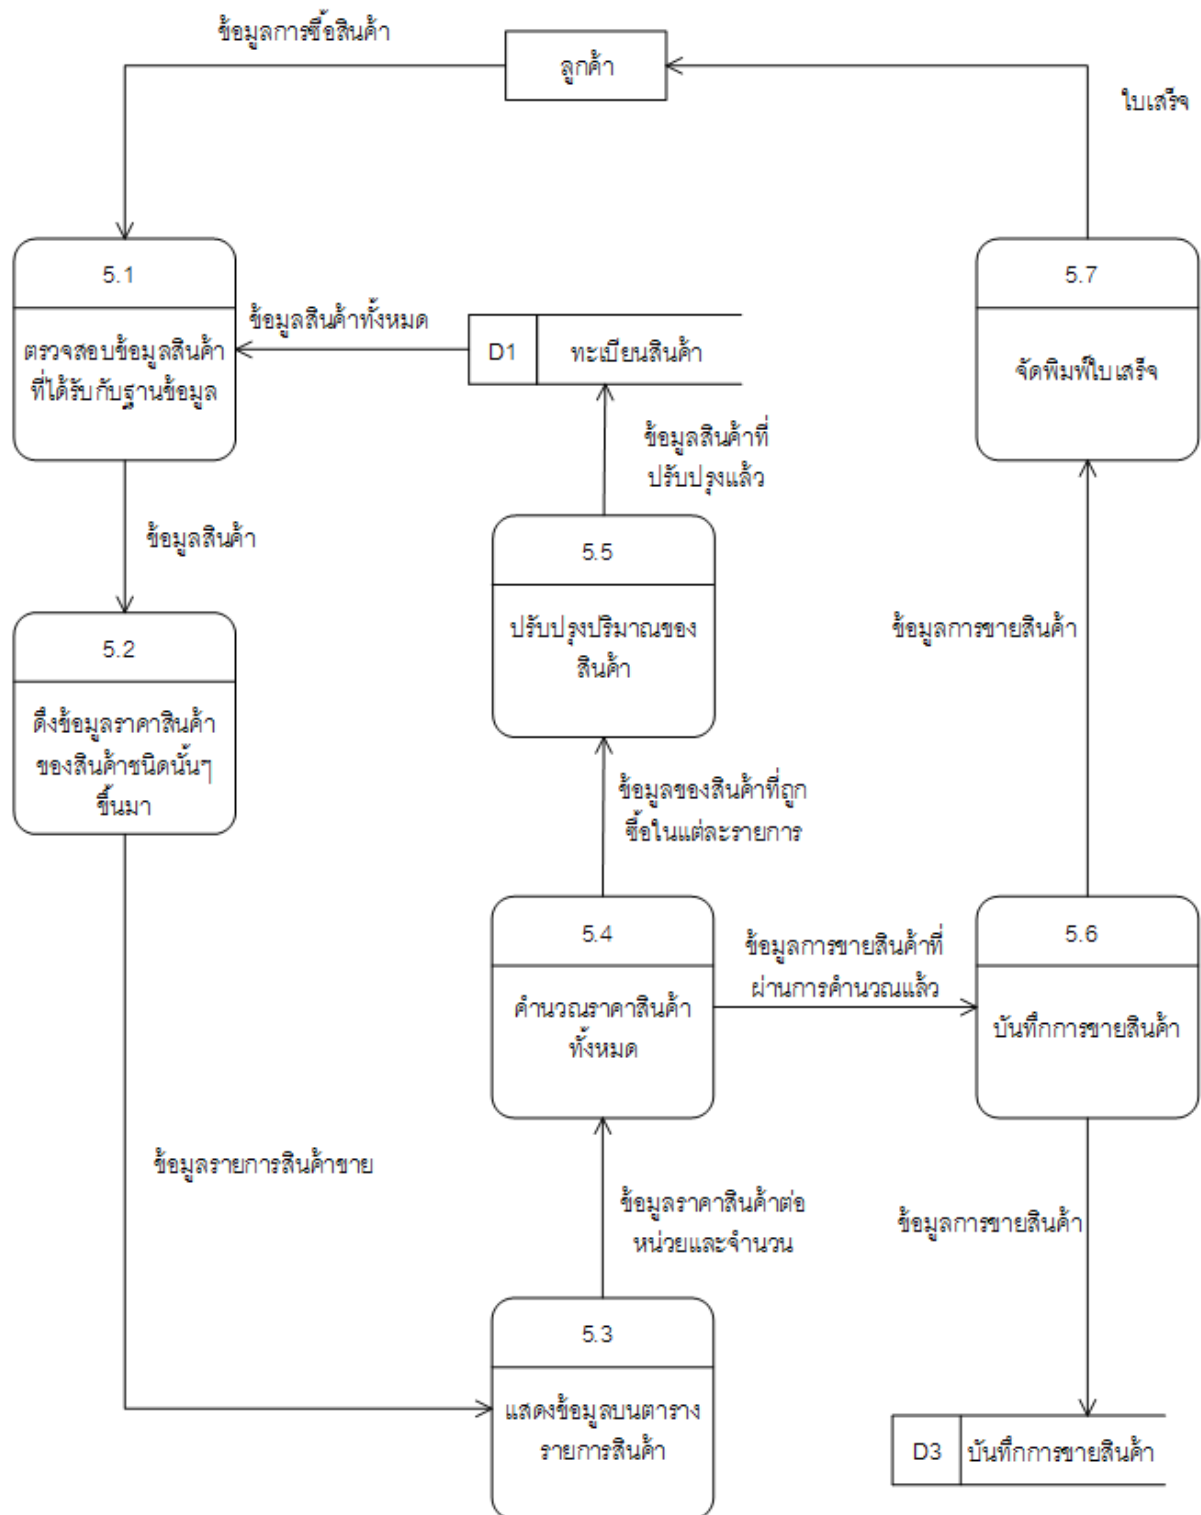 ข้อมูลการซื้อสินค้า
ลูกค้า
ใบเสร็จ
5.1
ตรวจสอบข้อมูลสินค้า
ที่ได้รับกับฐานข้อมูล
ข้อมูลสินค้าทั้งหมด
D1
ทะเบียนสินค้า
5.7
จัดพิมพ์ใบเสร็จ
ข้อมูลสินค้าที่
ปรับปรุงแล้ว
ข้อมูลสินค้า
5.5
ปรับปรุงปริมาณของ
สินค้า
ข้อมูลการขายสินค้า
5.2
ดึงข้อมูลราคาสินค้า
ของสินค้าชนิดนั้นๆ
ขึ้นมา
ข้อมูลของสินค้าที่ถูก
ซื้อในแต่ละรายการ
5.4
คำนวณราคาสินค้า
ทั้งหมด
ข้อมูลการขายสินค้าที่
ผ่านการคำนวณแล้ว
5.6
บันทึกการขายสินค้า
ข้อมูลรายการสินค้าขาย
ข้อมูลราคาสินค้าต่อ
หน่วยและจำนวน
ข้อมูลการขายสินค้า
5.3
แสดงข้อมูลบนตาราง
รายการสินค้า
D3
บันทึกการขายสินค้า